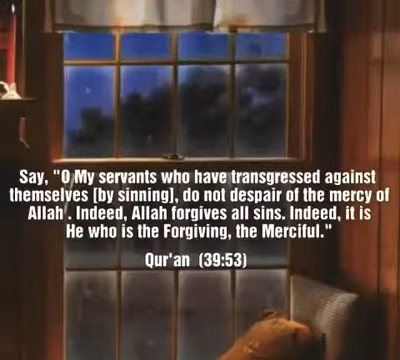 Say, "O My servants who have transgressed against
themselves [by sinning], do not despair of the mercy of
Allah . Indeed, Allah forgives all sins. Indeed, it is
He who is the Forgiving, the Merciful."
Qur'an (39:53)